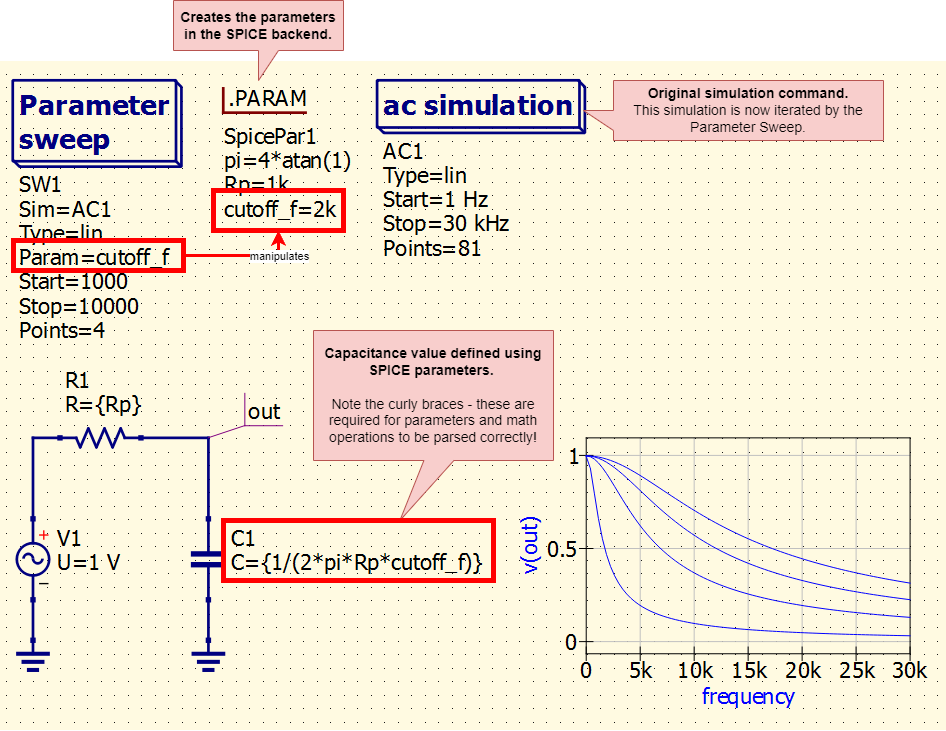 Creates the parameters
in the SPICE backend.
Parameter
sweep
SW1
Sim=AC1
Type=lin
Param=cutoff_f
Start=1000
Stop=10000
Points=4
.PARAM
SpicePar1
pi=4*atan(1)
Rp=1k
cutoff_f=2k
manipulates
ac simulation
AC1
Type=lin
Start=1 Hz
Stop=30 kHz
Points=81
Original simulation command.
This simulation is now iterated by the
Parameter Sweep.
Capacitance value defined using
SPICE parameters.
Note the curly braces - these are
required for parameters and math
operations to be parsed correctly!
R1
R={Rp}
out
+
V1
U=1 V
−
C1
C={1/(2*pi*Rp*cutoff_f)}
v(out)
1
0.5
0
0 5k 10k 15k 20k 25k 30k
frequency